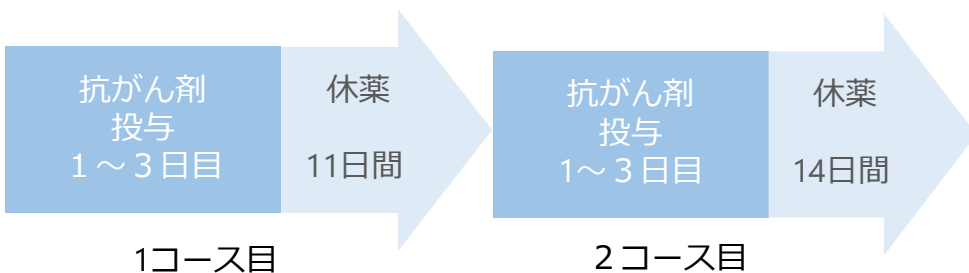 抗がん剤
投与
１～３日目
休薬
11日間
1コース目
抗がん剤
投与
1～３日目
休薬
14日間
２コース目